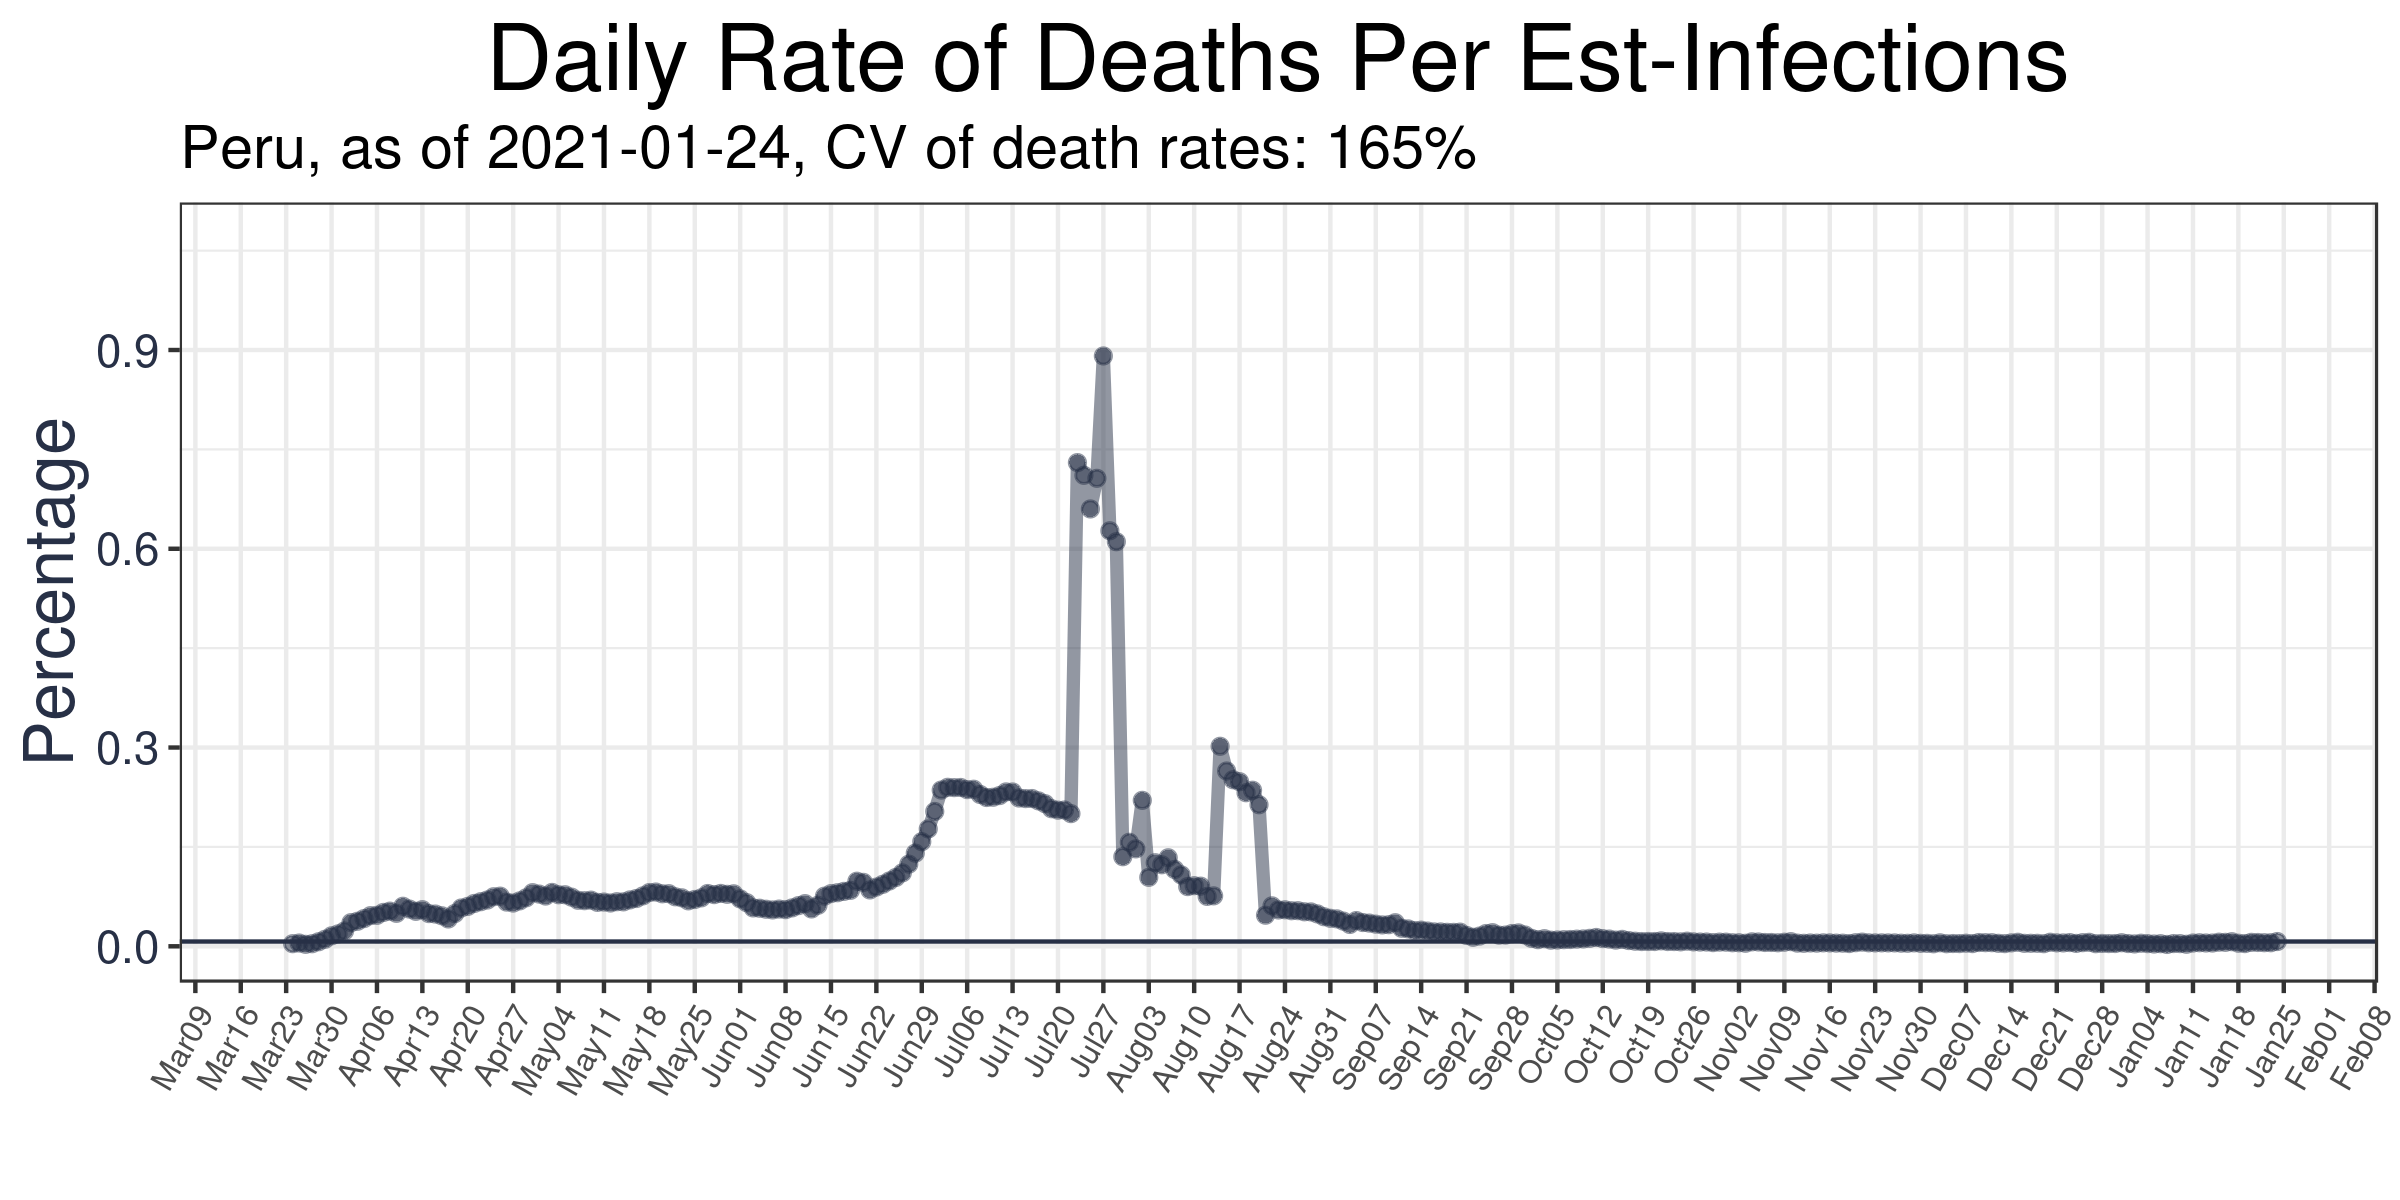 Daily Rate of Deaths Per Est-Infections
Peru, as of 2021-01-24, CV of death rates: 165%
Percentage
0.9
0.6
0.3
0.0
Mar09
Mar16
Mar23
Mar30
Apr06
Apr13
Apr20
Apr27
May04
May11
May18
May25
Jun01
Jun08
Jun15
Jun22
Jun29
Jul06
Jul13
Jul20
Jul27
Aug03
Aug10
Aug17
Aug24
Aug31
Sep07
Sep14
Sep21
Sep28
Oct05
Oct12
Oct19
Oct26
Nov02
Nov09
Nov16
Nov23
Nov30
Dec07
Dec14
Dec21
Dec28
Jan04
Jan11
Jan18
Jan25
Feb01
Feb08